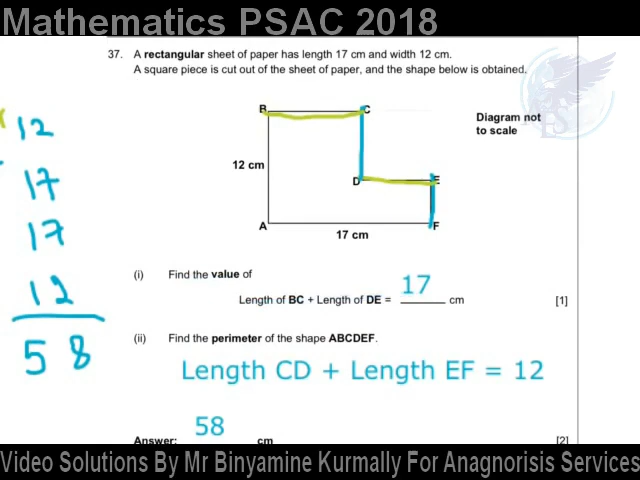 Mathematics PSAC 2018
37. A rectangular sheet of paper has length 17 cm and width 12 cm.
A square piece is cut out of the sheet of paper, and the shape below is obtained.
B
C
Diagram not
to scale
12 cm
D
E
A
F
17 cm
12
17
17
12
58
(i) Find the value of
Length of BC + Length of DE = 17 cm [1]
(ii) Find the perimeter of the shape ABCDEF.
Length CD + Length EF = 12
58
Answer: cm [2]
Video Solutions By Mr Binyamine Kurmally For Anagnorisis Services